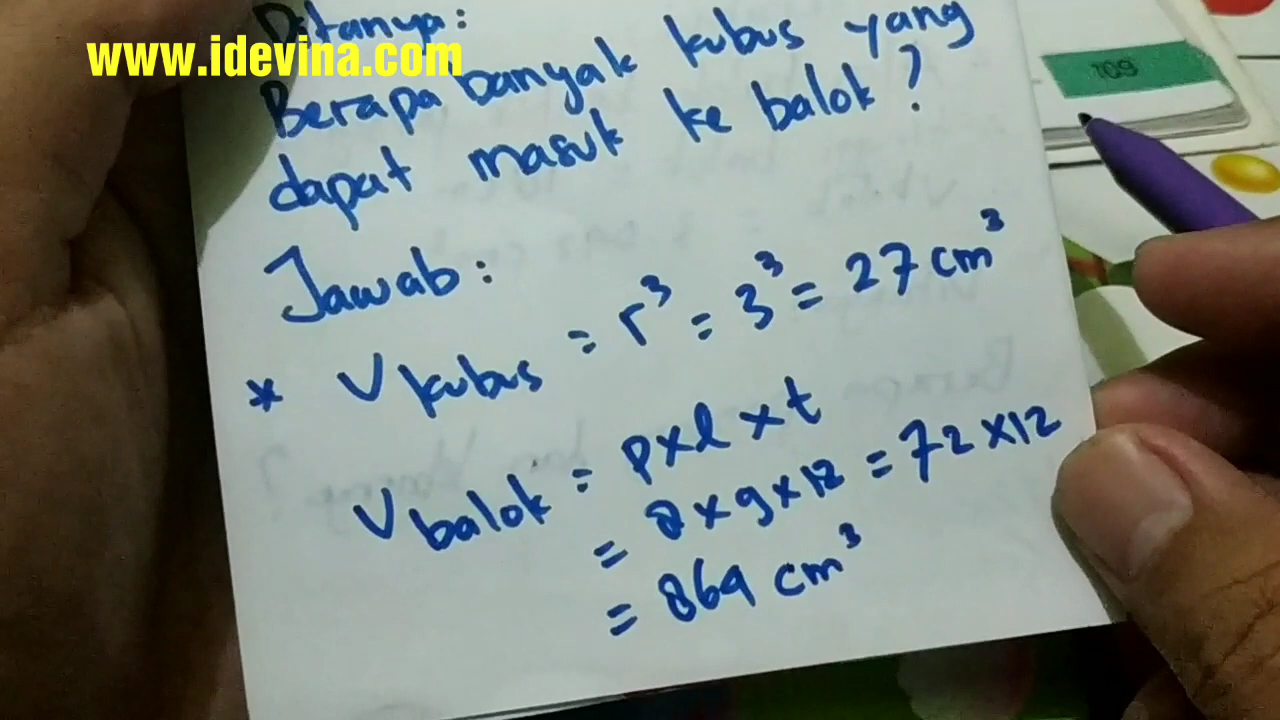 Ditanya:
www.idevina.com
Berapa banyak kubus yang
dapat masuk ke balok?
Jawab:
* V kubus = r³ = 3³ = 27 cm³
V balok = p x l x t
= 8 x 9 x 12 = 72 x 12
= 864 cm³
109